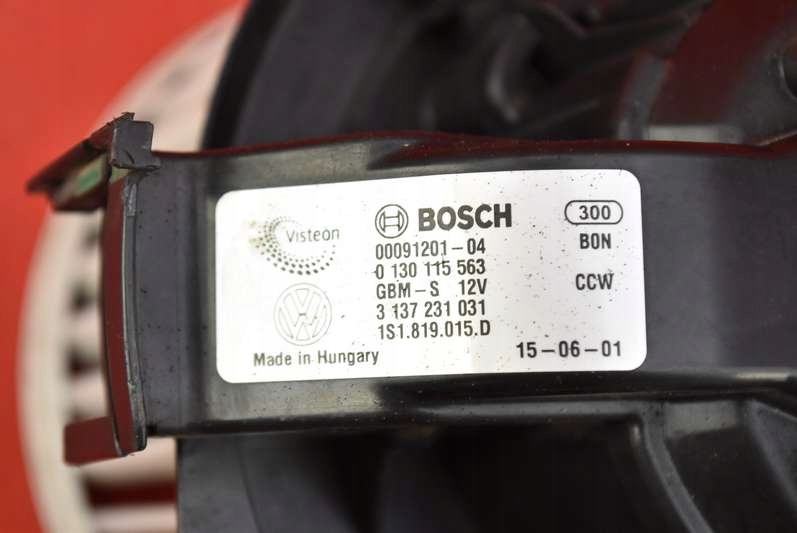 Visteon
BOSCH
00091201-04
0 130 115 563
GBM-S 12V
3 137 231 031
1S1.819.015.D
Made in Hungary
300
BON
CCW
15-06-01